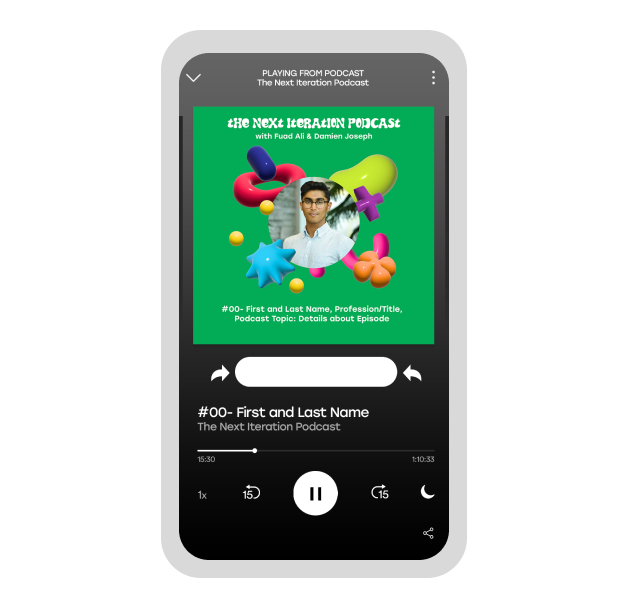 PLAYING FROM PODCAST
The Next Iteration Podcast
tHE NEXt IteRAtION PODCASt
with Fuad Ali & Damien Joseph
#00- First and Last Name, Profession/Title,
Podcast Topic: Details about Episode
#00- First and Last Name
The Next Iteration Podcast
15:30 1:10:33
1x 15 15